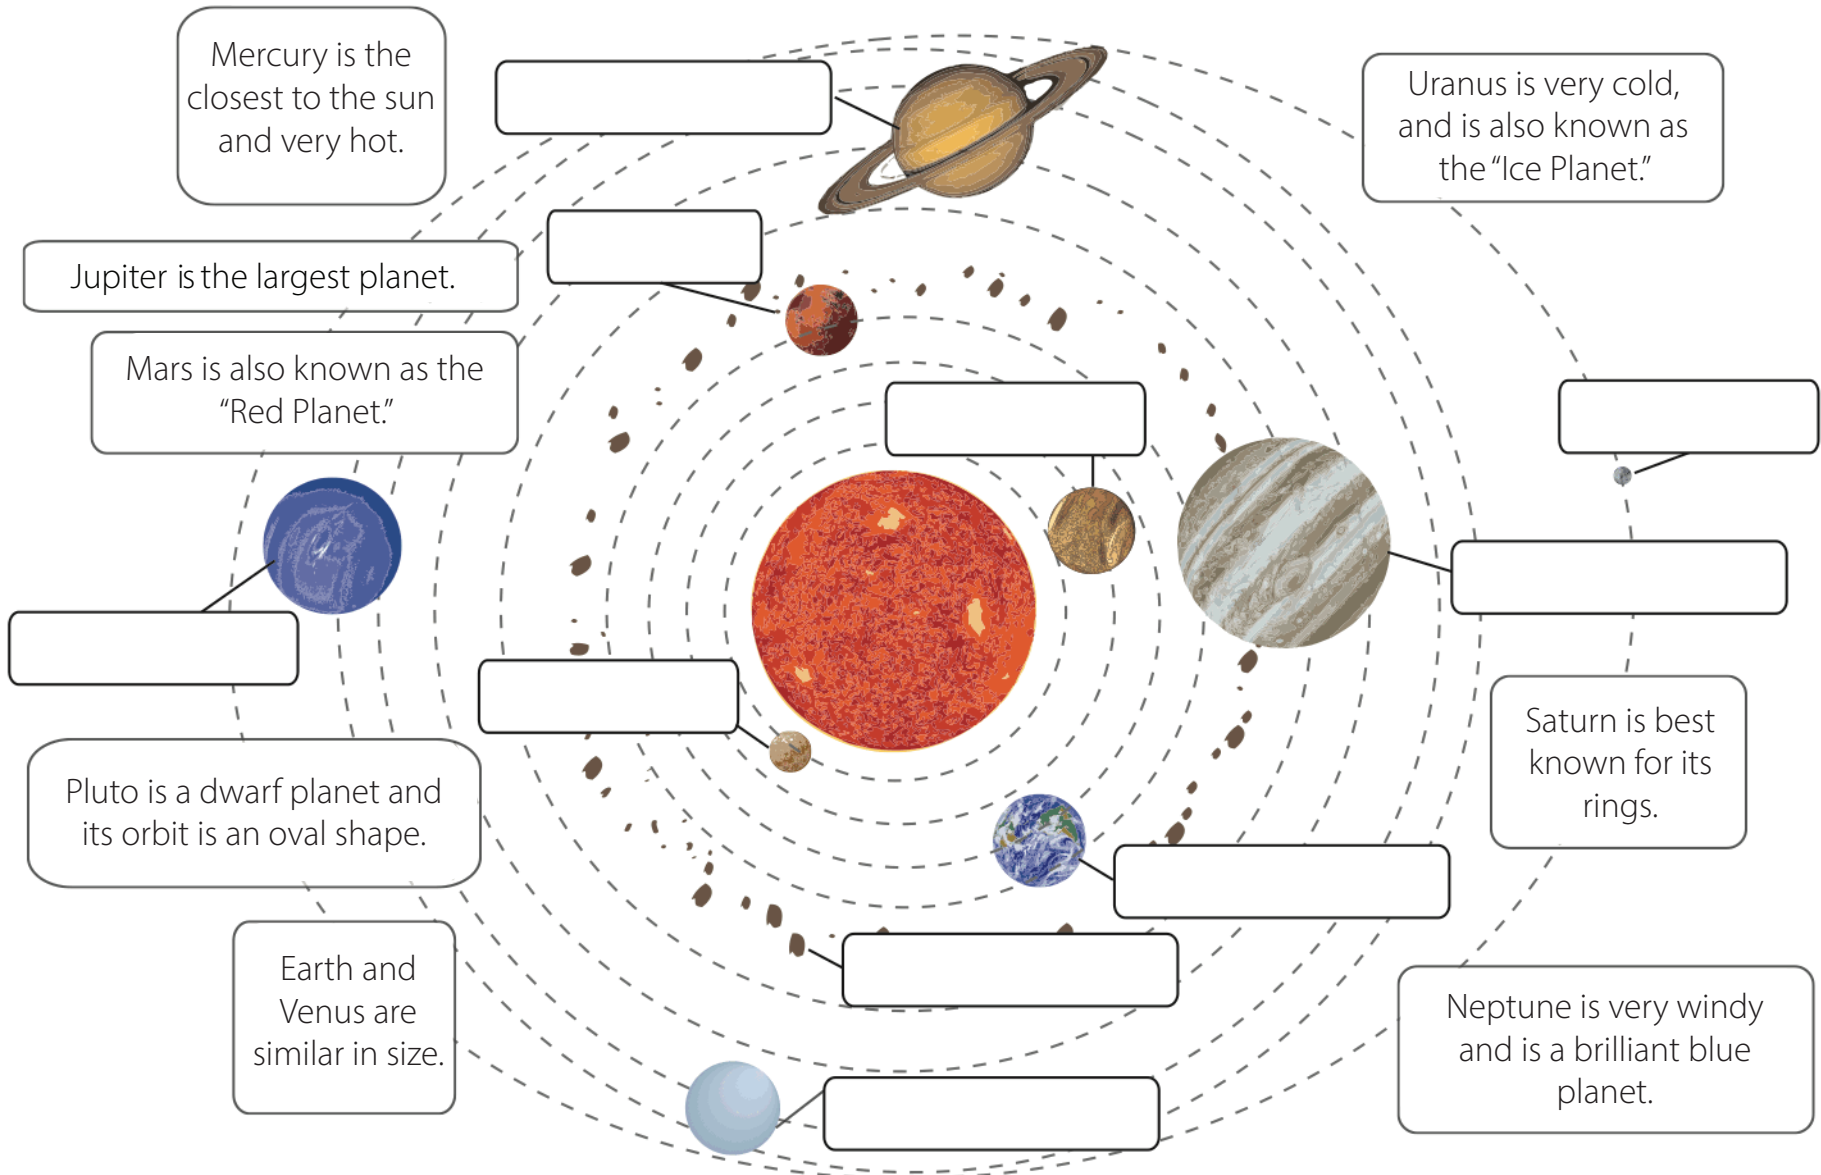 Mercury is the
closest to the sun
and very hot.
Uranus is very cold,
and is also known as
the “Ice Planet.”
Jupiter is the largest planet.
Mars is also known as the
“Red Planet.”
Saturn is best
known for its
rings.
Pluto is a dwarf planet and
its orbit is an oval shape.
Earth and
Venus are
similar in size.
Neptune is very windy
and is a brilliant blue
planet.